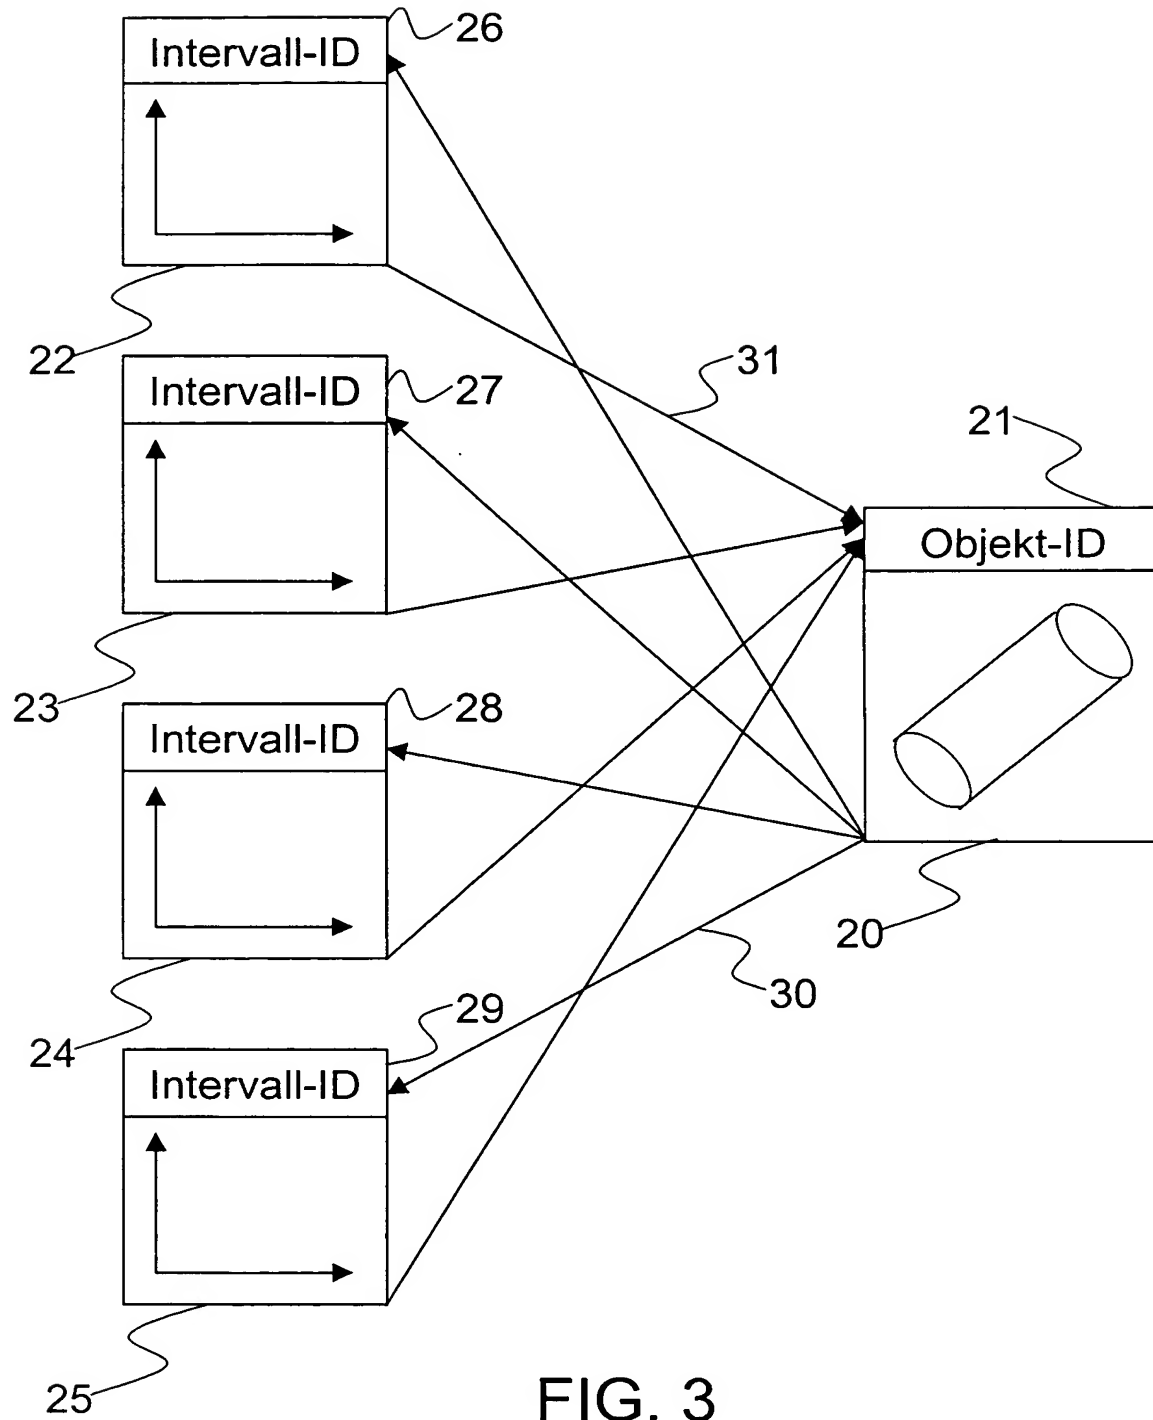 26
Intervall-ID
22
31
27
Intervall-ID
21
Objekt-ID
23
28
Intervall-ID
20
30
24
29
Intervall-ID
25
FIG. 3